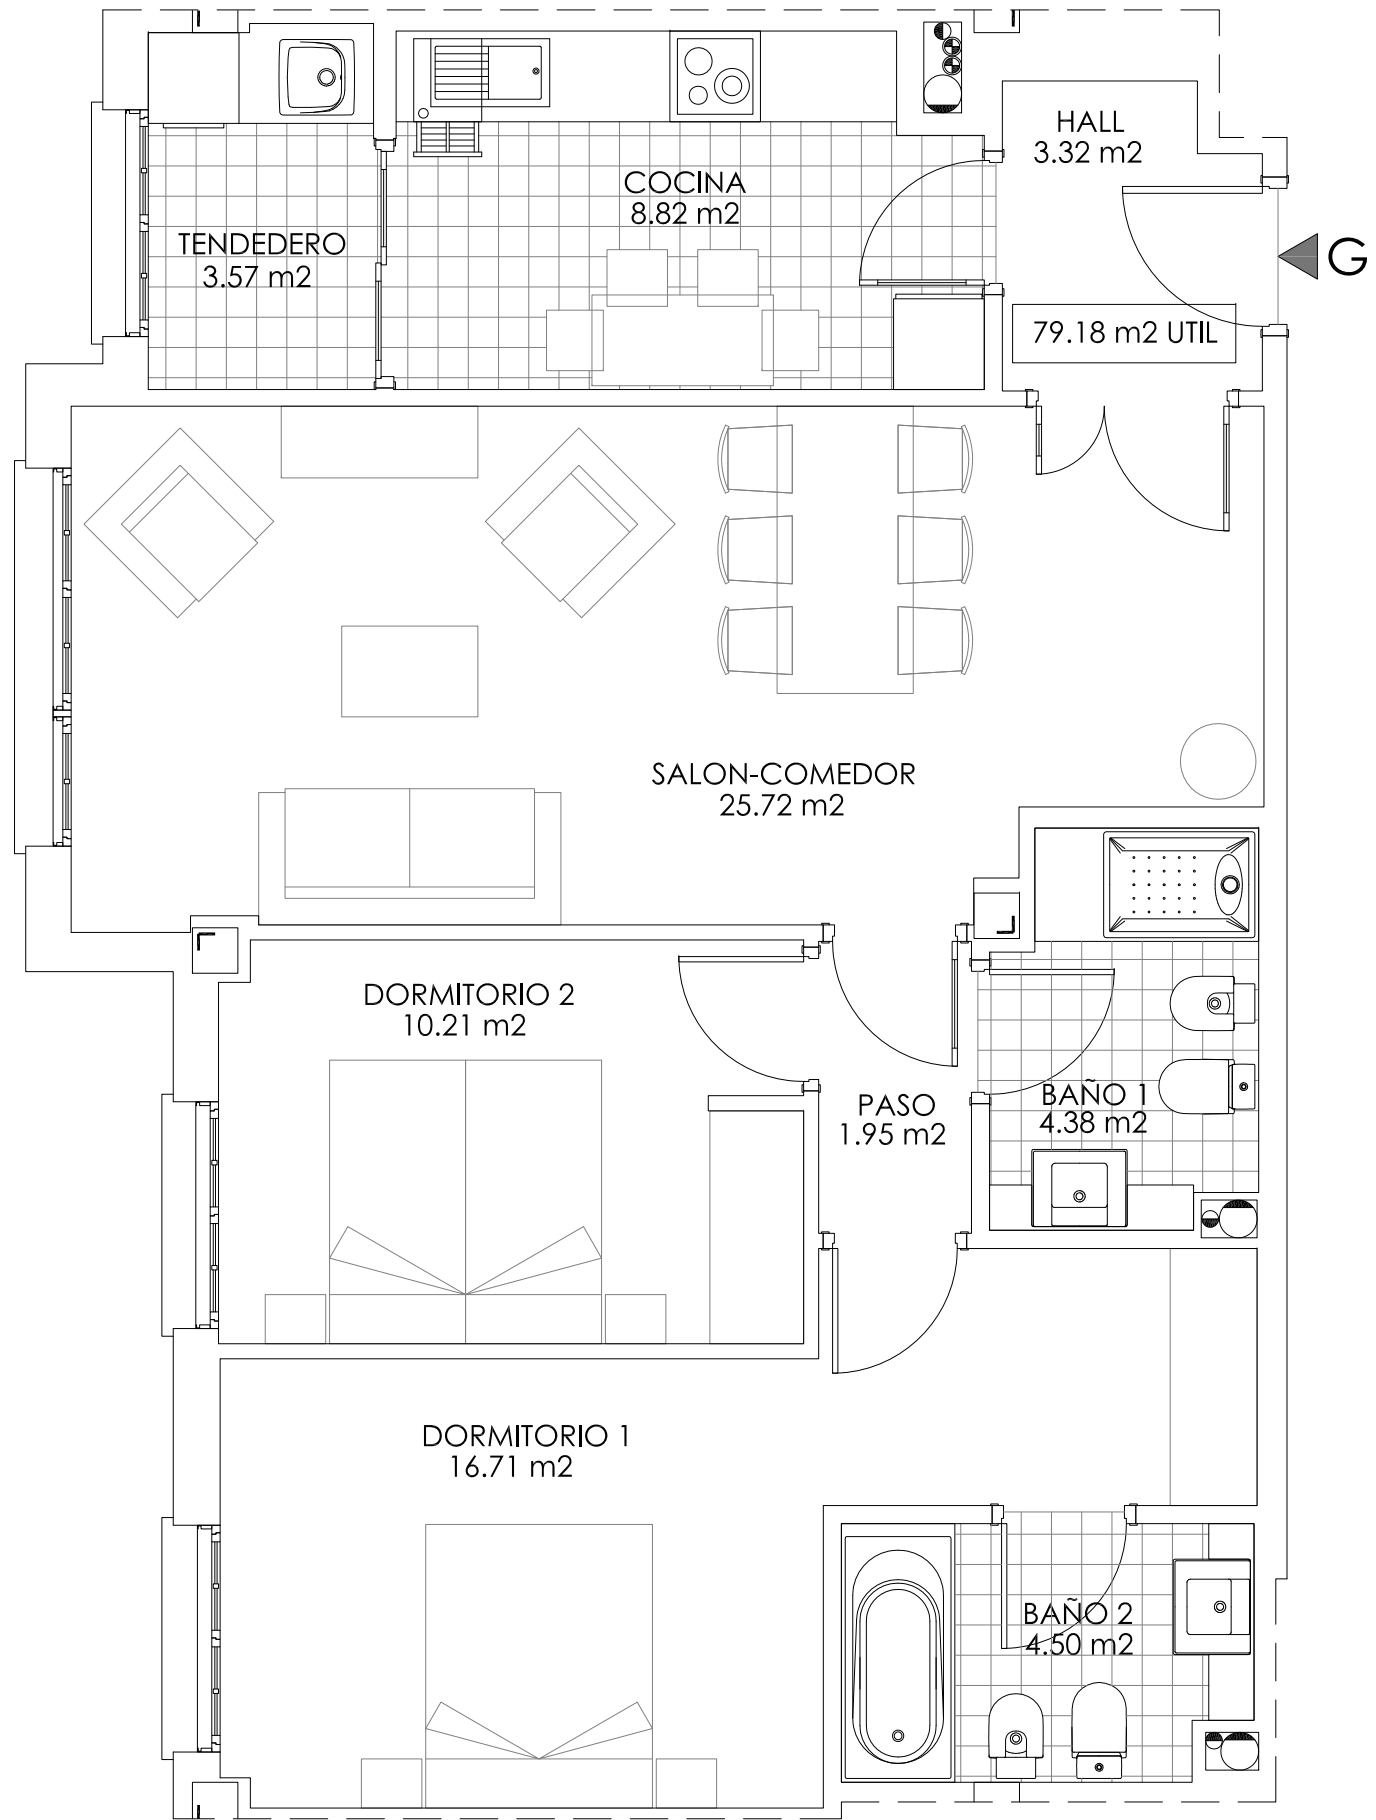 HALL
3.32 m2
COCINA
8.82 m2
TENDEDERO
3.57 m2
G
79.18 m2 UTIL
SALON-COMEDOR
25.72 m2
DORMITORIO 2
10.21 m2
PASO
1.95 m2
BAÑO 1
4.38 m2
DORMITORIO 1
16.71 m2
BAÑO 2
4.50 m2